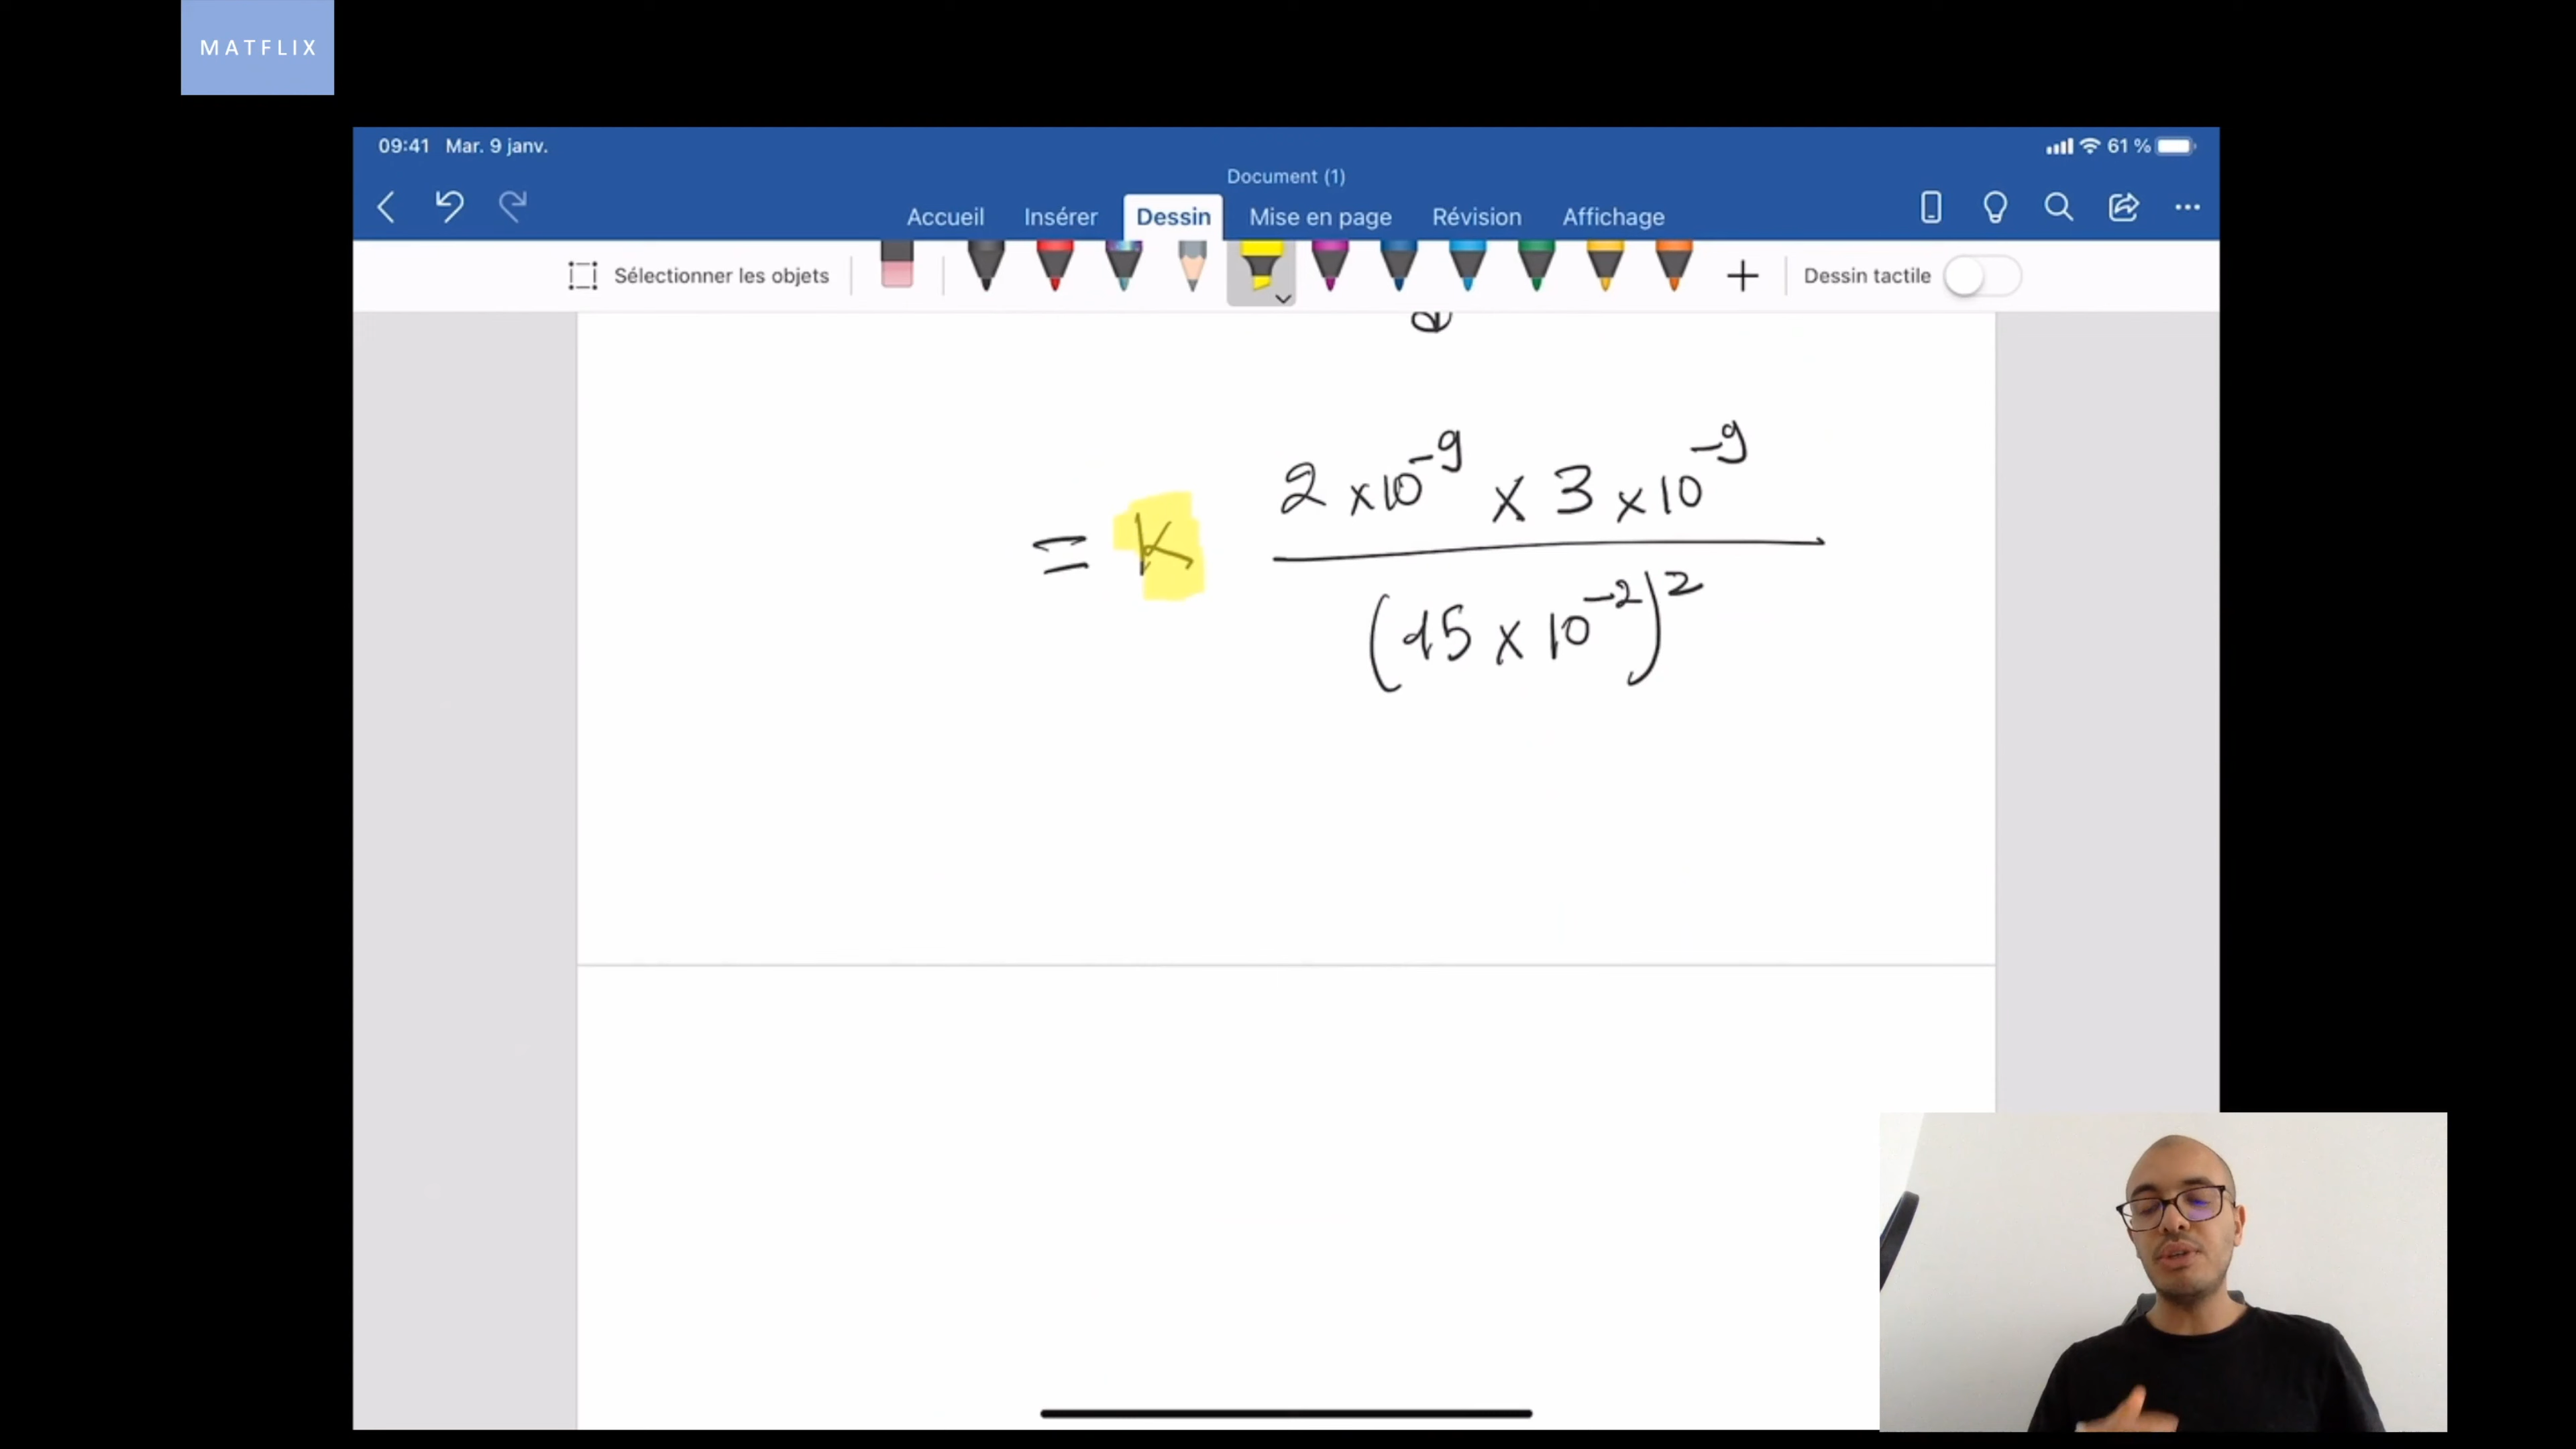 MATFLIX
09:41 Mar. 9 janv.
61 %
Document (1)
Accueil Insérer Dessin Mise en page Révision Affichage
Sélectionner les objets
Dessin tactile
= K 2 × 10^-9 × 3 × 10^-9
(15 × 10^-2)^2